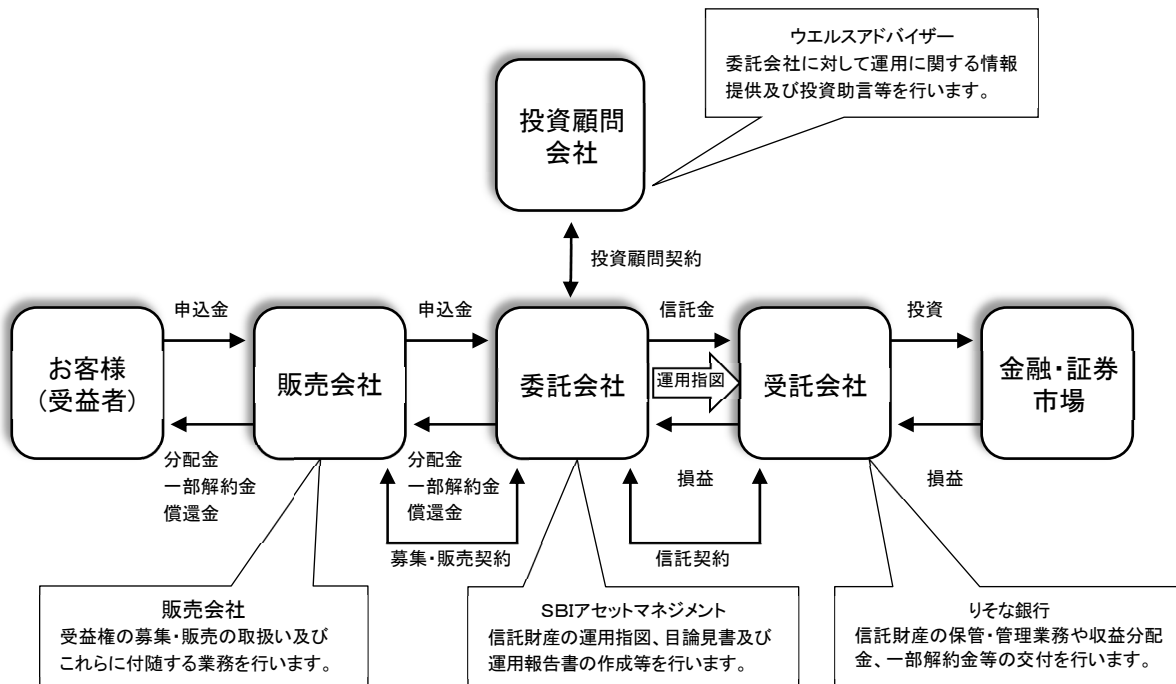 ウエルスアドバイザー
委託会社に対して運用に関する情報
提供及び投資助言等を行います。
投資顧問
会社
投資顧問契約
申込金
申込金
信託金
投資
お客様
(受益者)
販売会社
委託会社
運用指図
受託会社
金融・証券
市場
分配金
一部解約金
償還金
分配金
一部解約金
償還金
損益
損益
募集・販売契約
信託契約
販売会社
受益権の募集・販売の取扱い及び
これらに付随する業務を行います。
SBIアセットマネジメント
信託財産の運用指図、目論見書及び
運用報告書の作成等を行います。
りそな銀行
信託財産の保管・管理業務や収益分配
金、一部解約金等の交付を行います。